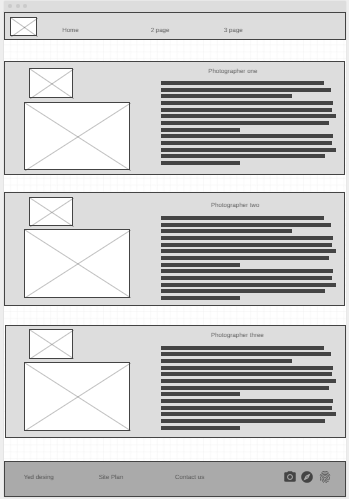 Home 2 page 3 page
Photographer one
Photographer two
Photographer three
Yad desing Site Plan Contact us